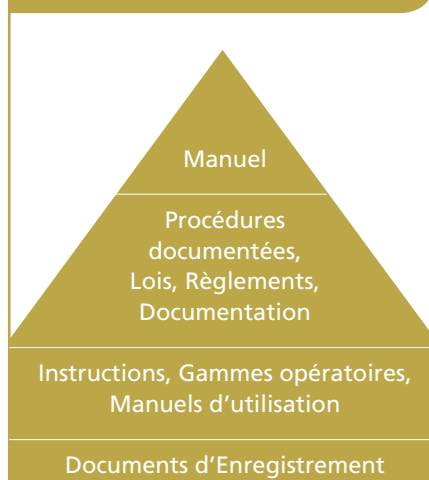 Manuel
Procédures
documentées,
Lois, Règlements,
Documentation
Instructions, Gammes opératoires,
Manuels d'utilisation
Documents d'Enregistrement